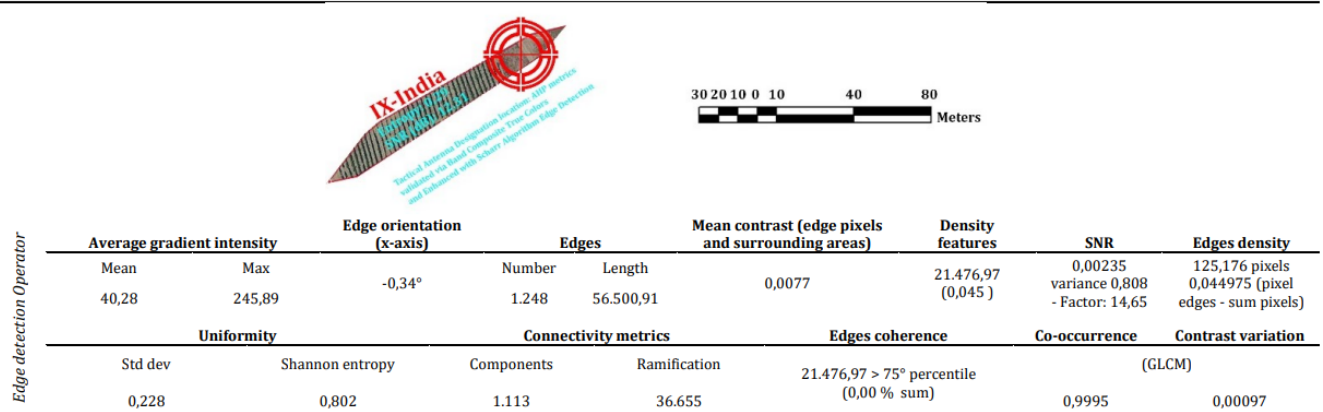 IX-India
Tactical Antenna Designation location: AHP metrics
validated via Band Composite True Colors
and Enhanced with Scharr Algorithm Edge Detection
30 20 10 0 10 40 80
Meters
Edge detection Operator
Average gradient intensity
Edge orientation
(x-axis)
Edges
Mean contrast (edge pixels
and surrounding areas)
Density
features
SNR
Edges density
Mean
Max
-0,34°
Number
Length
0,0077
21.476,97
(0,045 )
0,00235
variance 0,808
- Factor: 14,65
125,176 pixels
0,044975 (pixel
edges - sum pixels)
40,28
245,89
1.248
56.500,91
Uniformity
Connectivity metrics
Edges coherence
Co-occurrence
Contrast variation
Std dev
Shannon entropy
Components
Ramification
21.476,97 > 75° percentile
(0,00 % sum)
(GLCM)
0,228
0,802
1.113
36.655
0,9995
0,00097